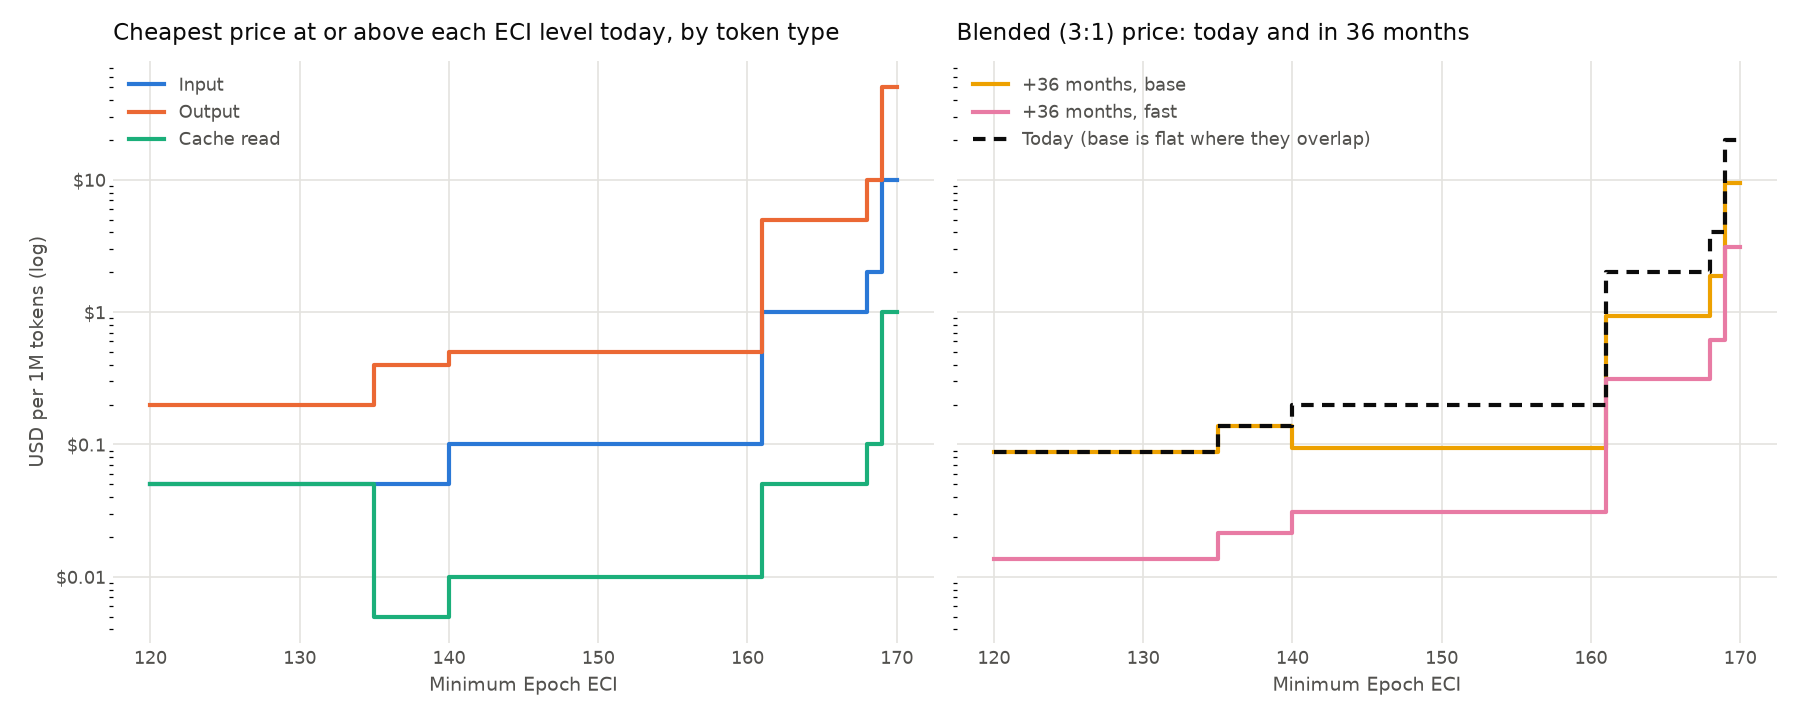 Cheapest price at or above each ECI level today, by token type
Input
Output
Cache read
USD per 1M tokens (log)
$10
$1
$0.1
$0.01
120 130 140 150 160 170
Minimum Epoch ECI
Blended (3:1) price: today and in 36 months
+36 months, base
+36 months, fast
Today (base is flat where they overlap)
120 130 140 150 160 170
Minimum Epoch ECI